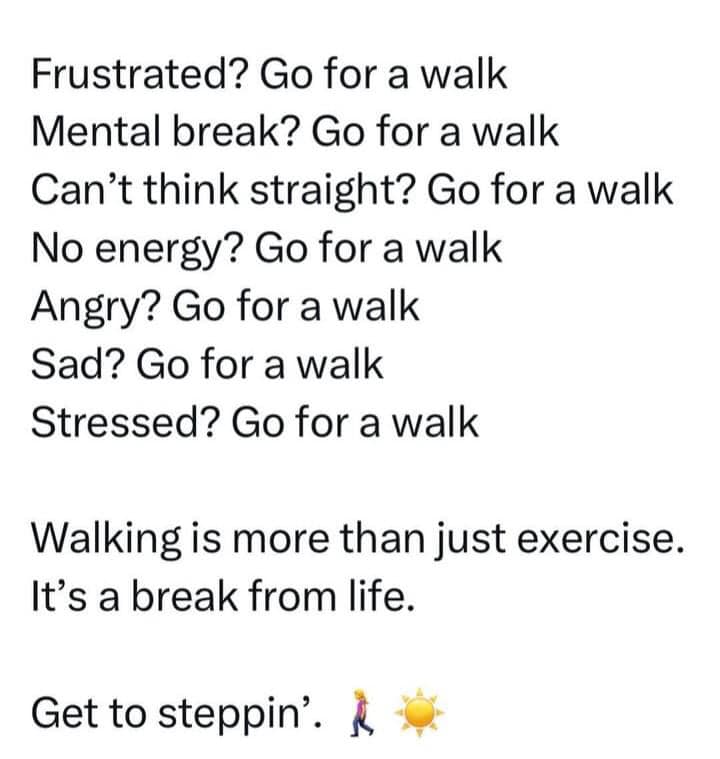 Frustrated? Go for a walk
Mental break? Go for a walk
Can’t think straight? Go for a walk
No energy? Go for a walk
Angry? Go for a walk
Sad? Go for a walk
Stressed? Go for a walk
Walking is more than just exercise.
It’s a break from life.
Get to steppin’. 🚶‍♀️ ☀️